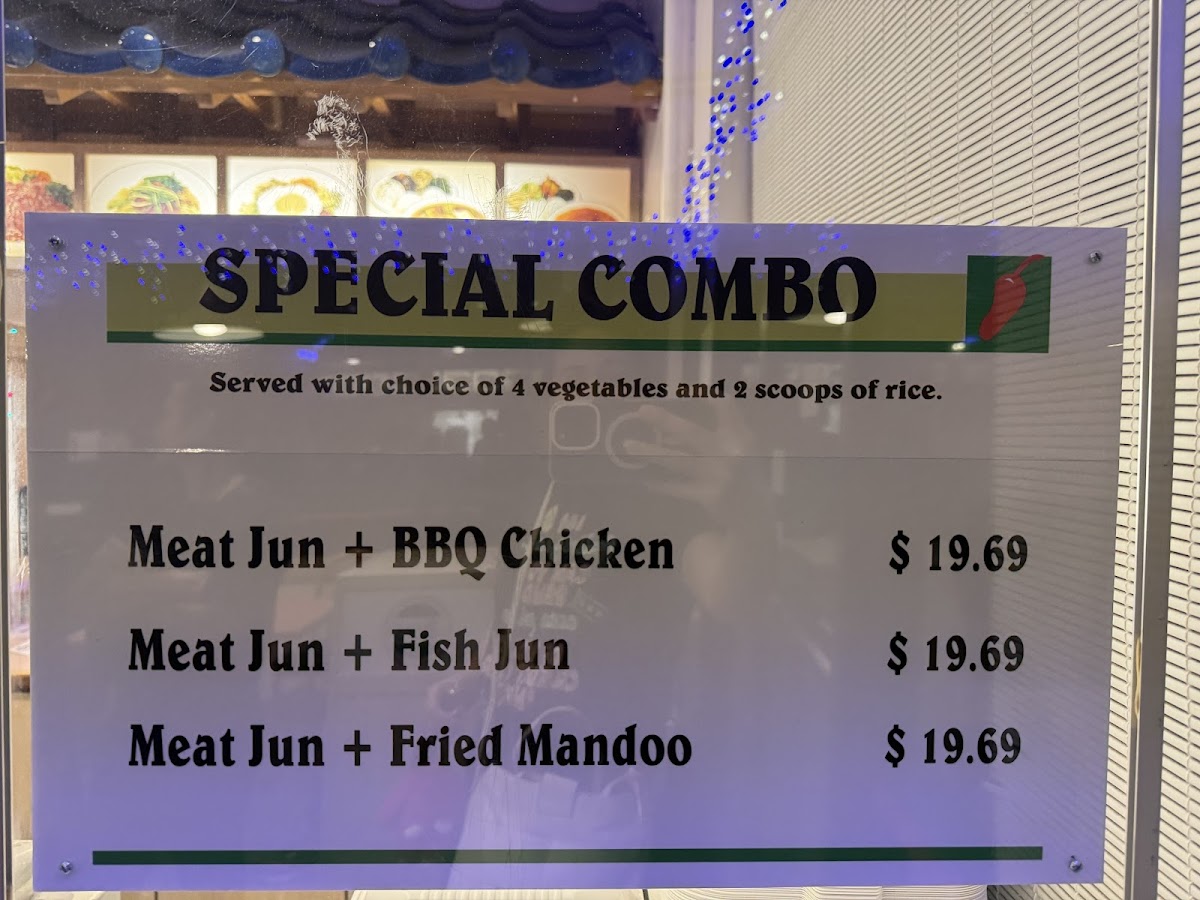 SPECIAL COMBO
Served with choice of 4 vegetables and 2 scoops of rice.
Meat Jun + BBQ Chicken $ 19.69
Meat Jun + Fish Jun $ 19.69
Meat Jun + Fried Mandoo $ 19.69